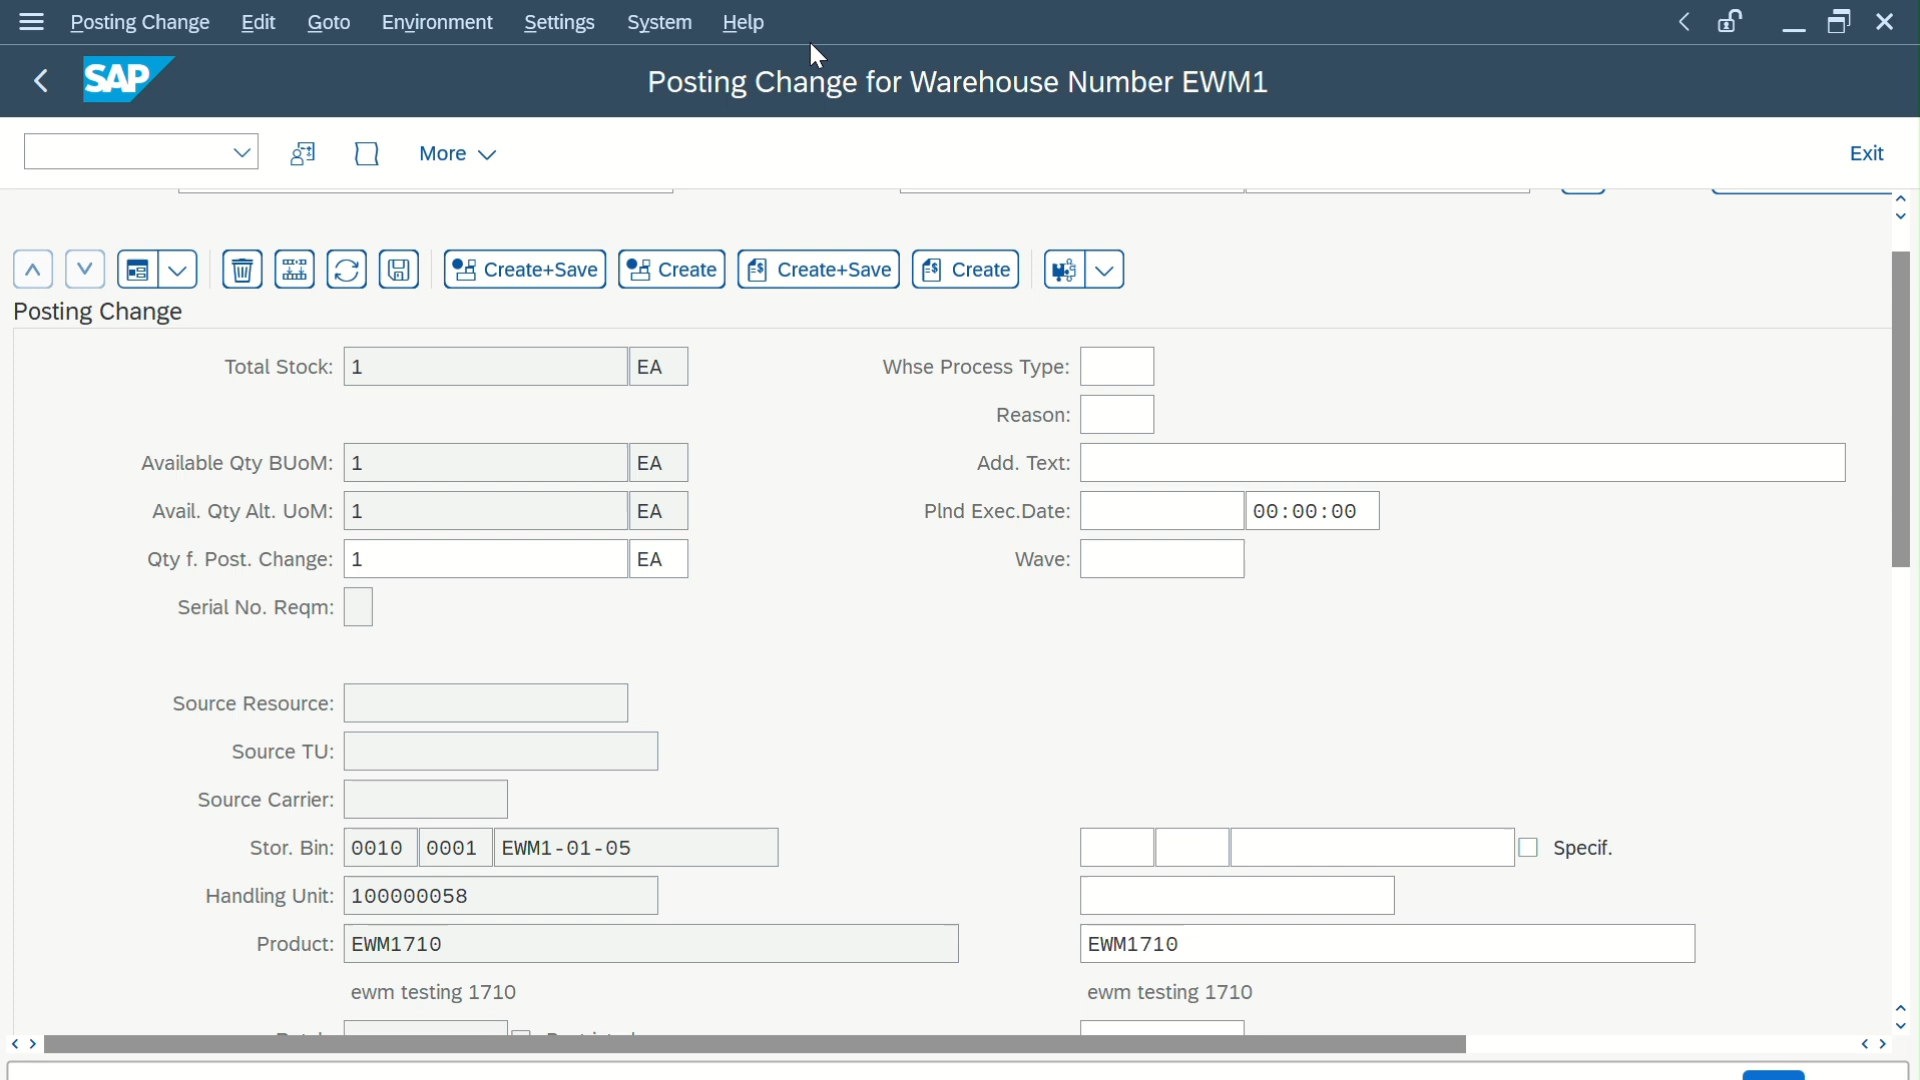 Posting Change Edit Goto Environment Settings System Help
SAP Posting Change for Warehouse Number EWM1
More Exit
Create+Save Create Create+Save Create
Posting Change
Total Stock: 1 EA Whse Process Type:
Reason:
Available Qty BUoM: 1 EA Add. Text:
Avail. Qty Alt. UoM: 1 EA Plnd Exec.Date: 00:00:00
Qty f. Post. Change: 1 EA Wave:
Serial No. Reqm:
Source Resource:
Source TU:
Source Carrier:
Stor. Bin: 0010 0001 EWM1-01-05 Specif.
Handling Unit: 100000058
Product: EWM1710 EWM1710
ewm testing 1710 ewm testing 1710